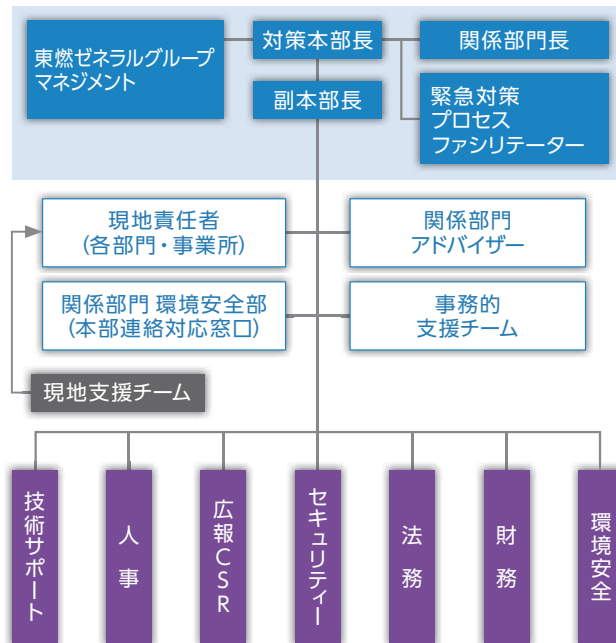 東燃ゼネラルグループ
マネジメント
対策本部長
関係部門長
副本部長
緊急対策
プロセス
ファシリテーター
現地責任者
(各部門・事業所)
関係部門
アドバイザー
関係部門 環境安全部
(本部連絡対応窓口)
事務的
支援チーム
現地支援チーム
技術サポート
人事
広報CSR
セキュリティー
法務
財務
環境安全